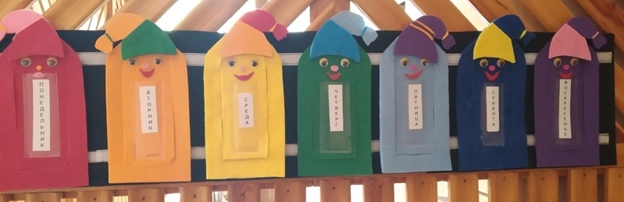 ПОНЕДЕЛЬНИК
ВТОРНИК
СРЕДА
ЧЕТВЕРГ
ПЯТНИЦА
СУББОТА
ВОСКРЕСЕНЬЕ